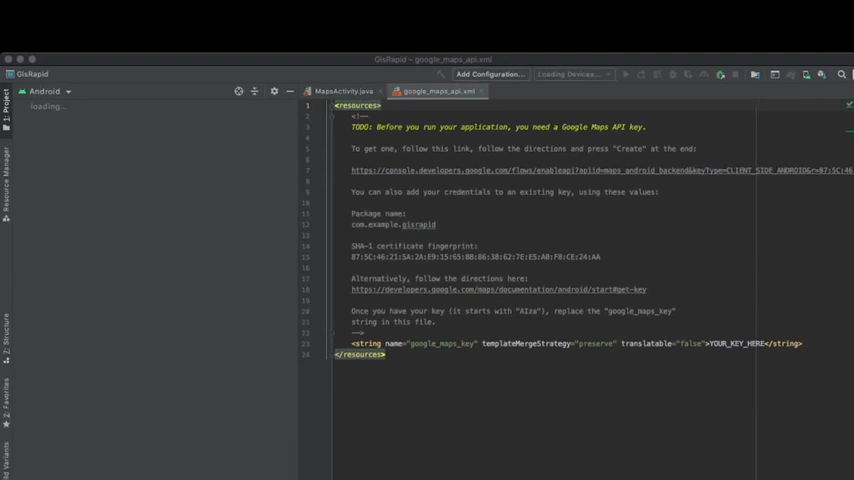 GisRapid – google_maps_api.xml
GisRapid
Add Configuration...
Loading Devices...
Android
MapsActivity.java
google_maps_api.xml
1: Project
loading...
Resource Manager
7: Structure
2: Favorites
ild Variants
1 <resources>
2 <!--
3 TODO: Before you run your application, you need a Google Maps API key.
4
5 To get one, follow this link, follow the directions and press "Create" at the end:
6
7 https://console.developers.google.com/flows/enableapi?apiid=maps_android_backend&keyType=CLIENT_SIDE_ANDROID&r=87:5C:46
8
9 You can also add your credentials to an existing key, using these values:
10
11 Package name:
12 com.example.gisrapid
13
14 SHA-1 certificate fingerprint:
15 87:5C:46:21:5A:2A:E9:15:65:BB:86:38:62:7E:E5:A0:F8:CE:24:AA
16
17 Alternatively, follow the directions here:
18 https://developers.google.com/maps/documentation/android/start#get-key
19
20 Once you have your key (it starts with "AIza"), replace the "google_maps_key"
21 string in this file.
22 -->
23 <string name="google_maps_key" templateMergeStrategy="preserve" translatable="false">YOUR_KEY_HERE</string>
24 </resources>